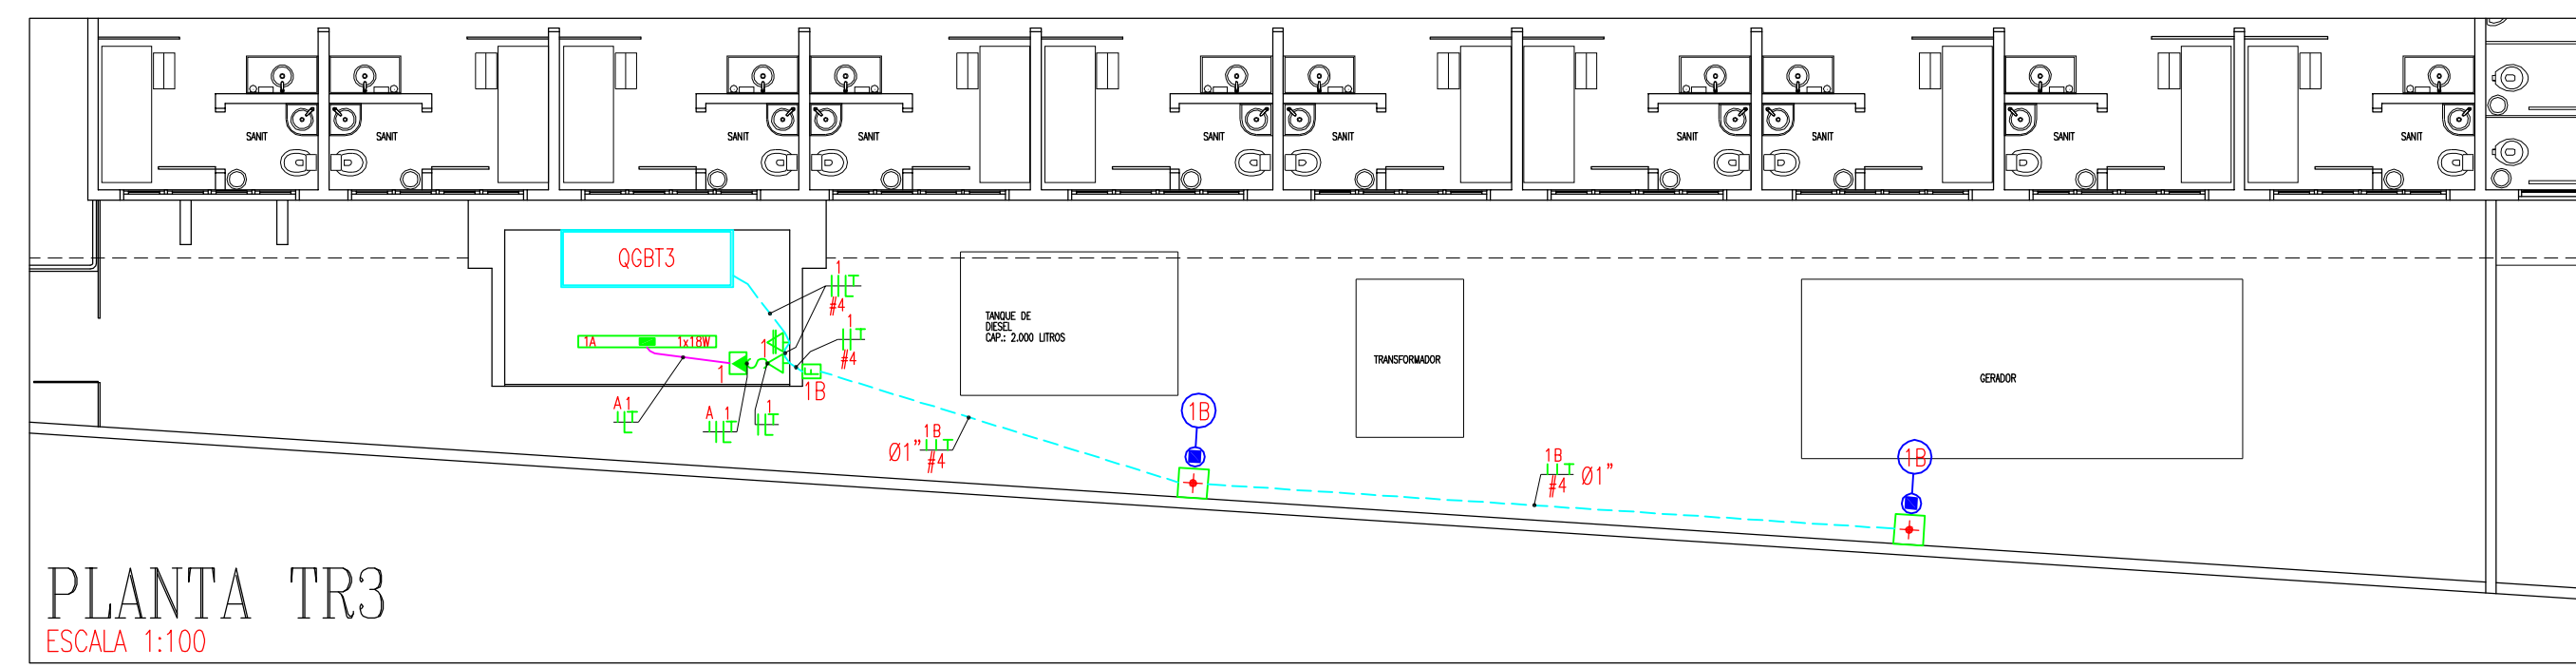 SANIT
SANIT
SANIT
SANIT
SANIT
SANIT
SANIT
SANIT
SANIT
SANIT
QGBT3
1
#4
1
#4
1A 1x18W
1
1
1B
A 1
A 1
1
TANQUE DE
DIESEL
CAP.: 2.000 LITROS
TRANSFORMADOR
GERADOR
1B
Ø1"
#4
1B
1B
#4 Ø1"
1B
PLANTA TR3
ESCALA 1:100